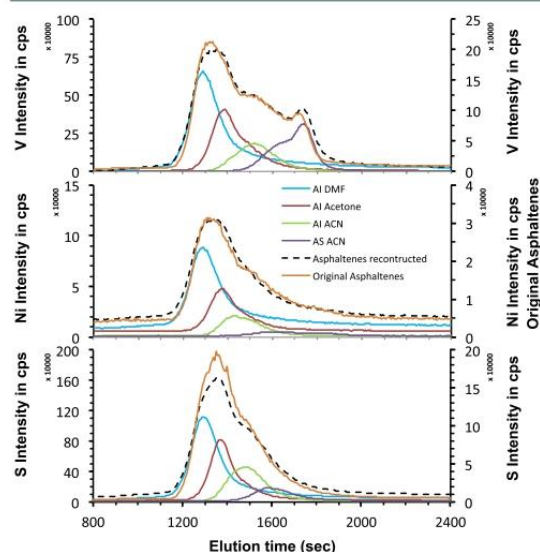 V Intensity in cps
x 10000
100
75
50
25
0
25
20
15
10
5
0
x 10000
V Intensity in cps
Ni Intensity in cps
x 10000
15
10
5
0
AI DMF
AI Acetone
AI ACN
AS ACN
Asphaltenes recontructed
Original Asphaltenes
4
3
2
1
0
x 10000
Ni Intensity in cps
Original Asphaltenes
S Intensity in cps
x 10000
200
160
120
80
40
0
20
15
10
5
0
x 10000
S Intensity in cps
800
1200
1600
2000
2400
Elution time (sec)